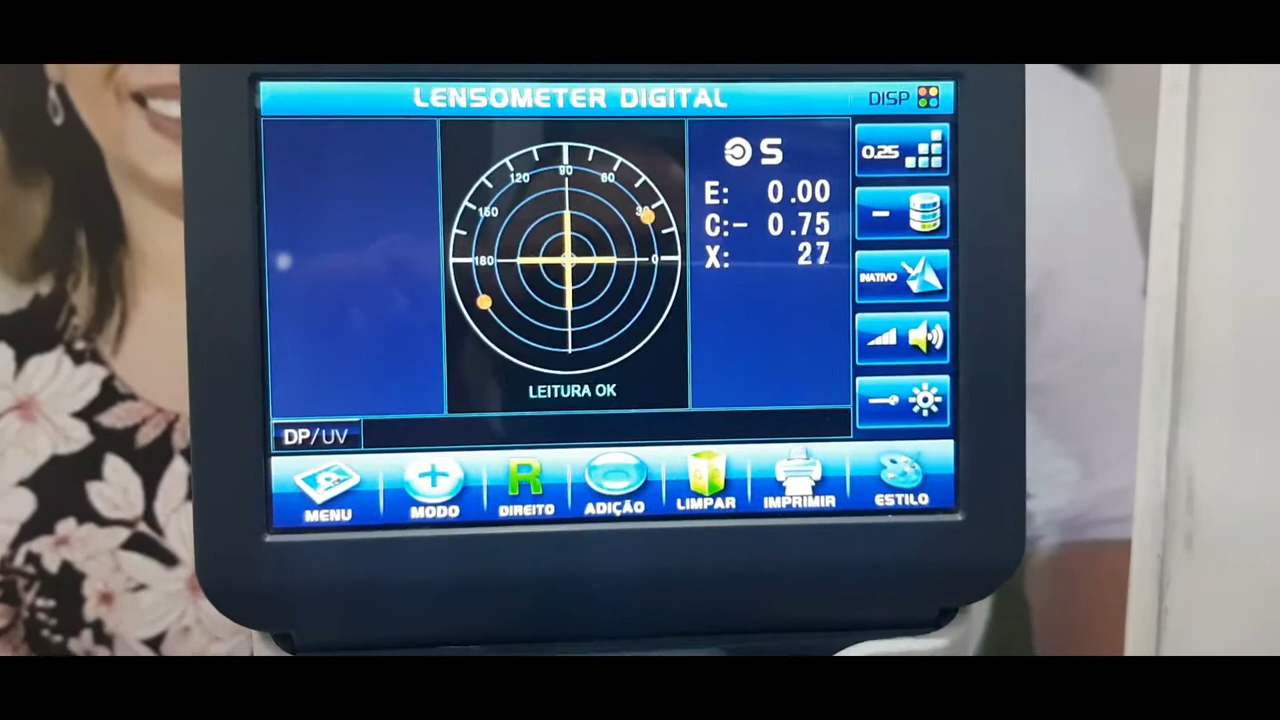 LENSOMETER DIGITAL
DISP
S
E: 0.00
C:- 0.75
X: 27
120
90
60
150
30
180
0
LEITURA OK
0.25
INATIVO
DP/UV
MENU
MODO
R
DIREITO
ADIÇÃO
LIMPAR
IMPRIMIR
ESTILO